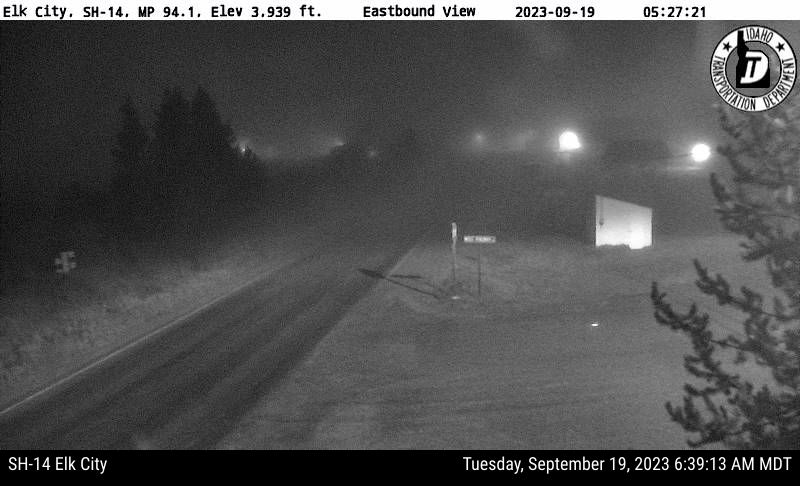 Elk City, SH-14, MP 94.1, Elev 3,939 ft. Eastbound View 2023-09-19 05:27:21
IDAHO
TRANSPORTATION DEPARTMENT
SH-14 Elk City Tuesday, September 19, 2023 6:39:13 AM MDT